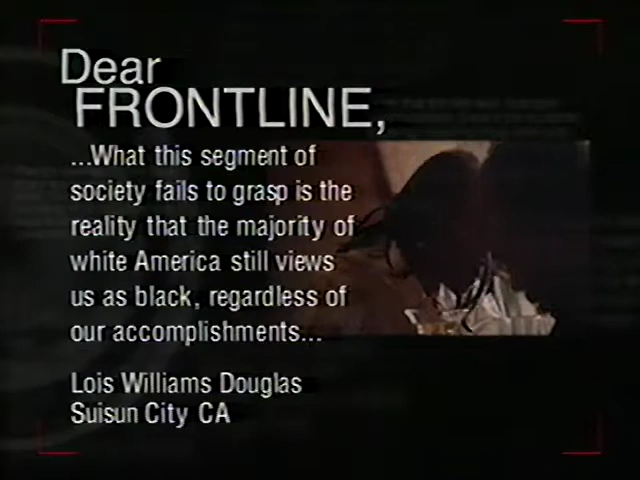 Dear
FRONTLINE,
...What this segment of
society fails to grasp is the
reality that the majority of
white America still views
us as black, regardless of
our accomplishments...
Lois Williams Douglas
Suisun City CA